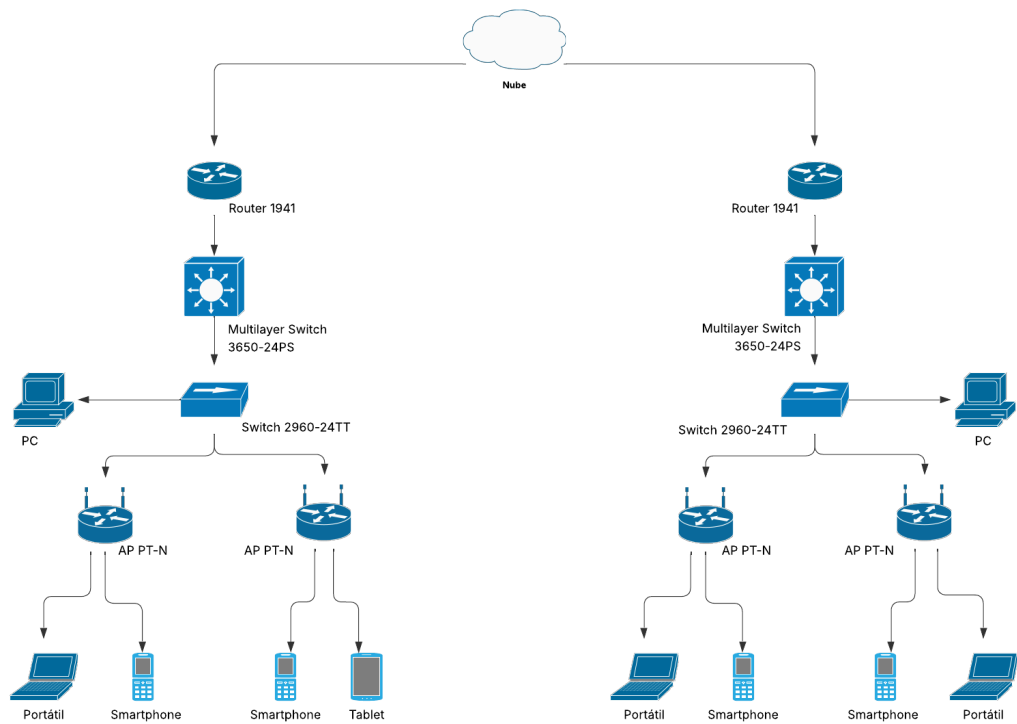 Nube
Router 1941
Router 1941
Multilayer Switch
3650-24PS
Multilayer Switch
3650-24PS
PC
Switch 2960-24TT
Switch 2960-24TT
PC
AP PT-N
AP PT-N
AP PT-N
AP PT-N
Portátil
Smartphone
Smartphone
Tablet
Portátil
Smartphone
Smartphone
Portátil